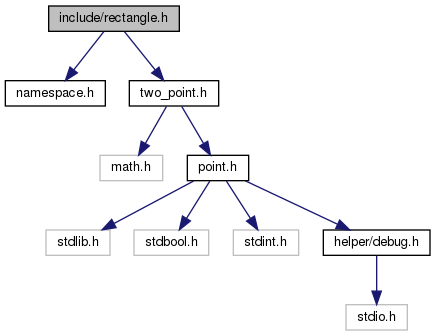 include/rectangle.h
namespace.h
two_point.h
math.h
point.h
stdlib.h
stdbool.h
stdint.h
helper/debug.h
stdio.h